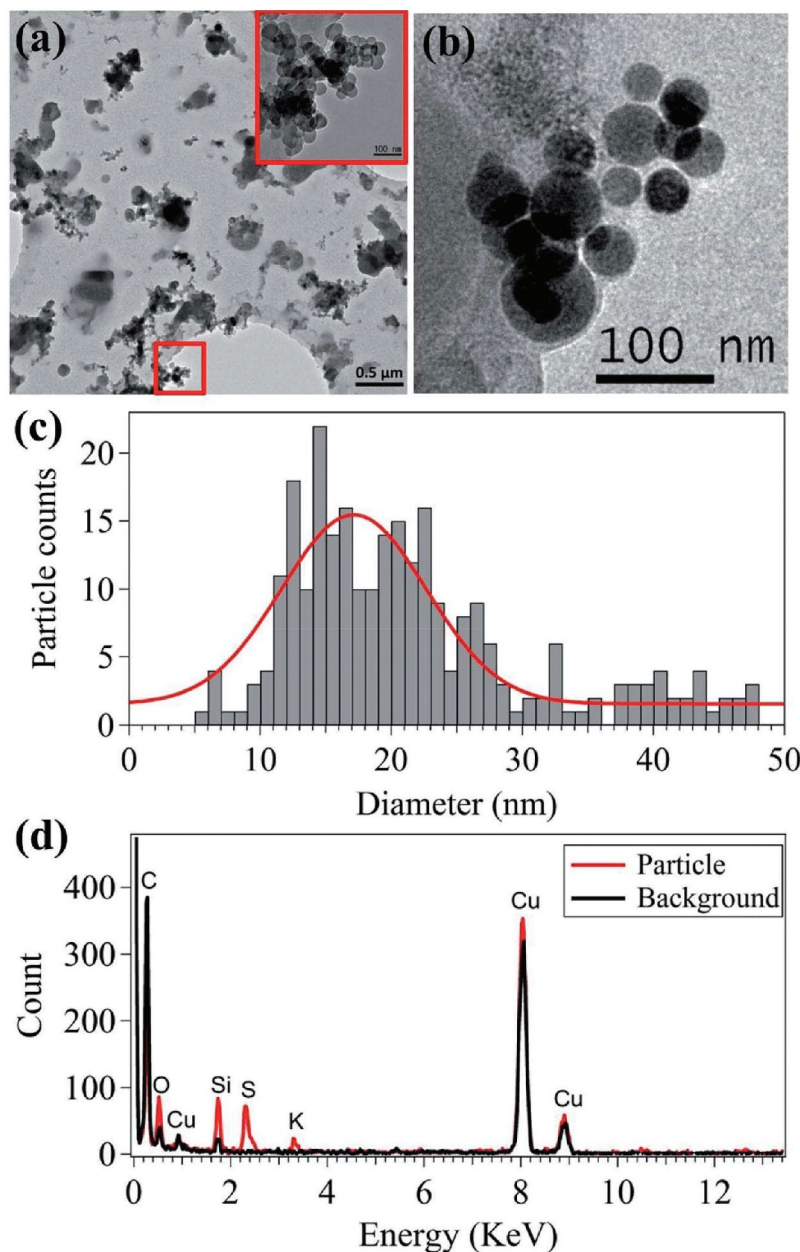 (a)
100 nm
0.5 µm
(b)
100 nm
(c)
Particle counts
20
15
10
5
0
0 10 20 30 40 50
Diameter (nm)
(d)
Count
400
300
200
100
0
C
O
Cu
Si
S
K
Cu
Cu
Particle
Background
0 2 4 6 8 10 12
Energy (KeV)